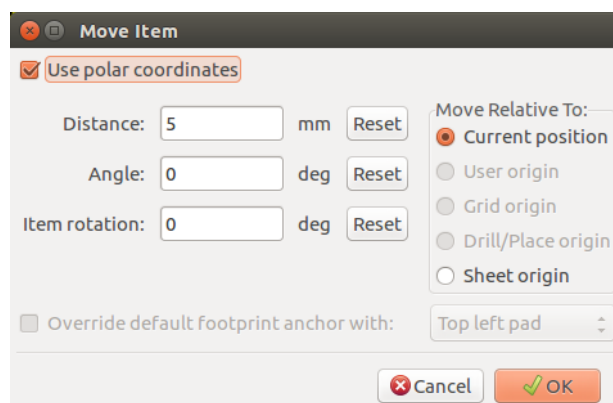 Move Item
Use polar coordinates
Distance: 5 mm Reset
Angle: 0 deg Reset
Item rotation: 0 deg Reset
Move Relative To:
Current position
User origin
Grid origin
Drill/Place origin
Sheet origin
Override default footprint anchor with: Top left pad
Cancel OK